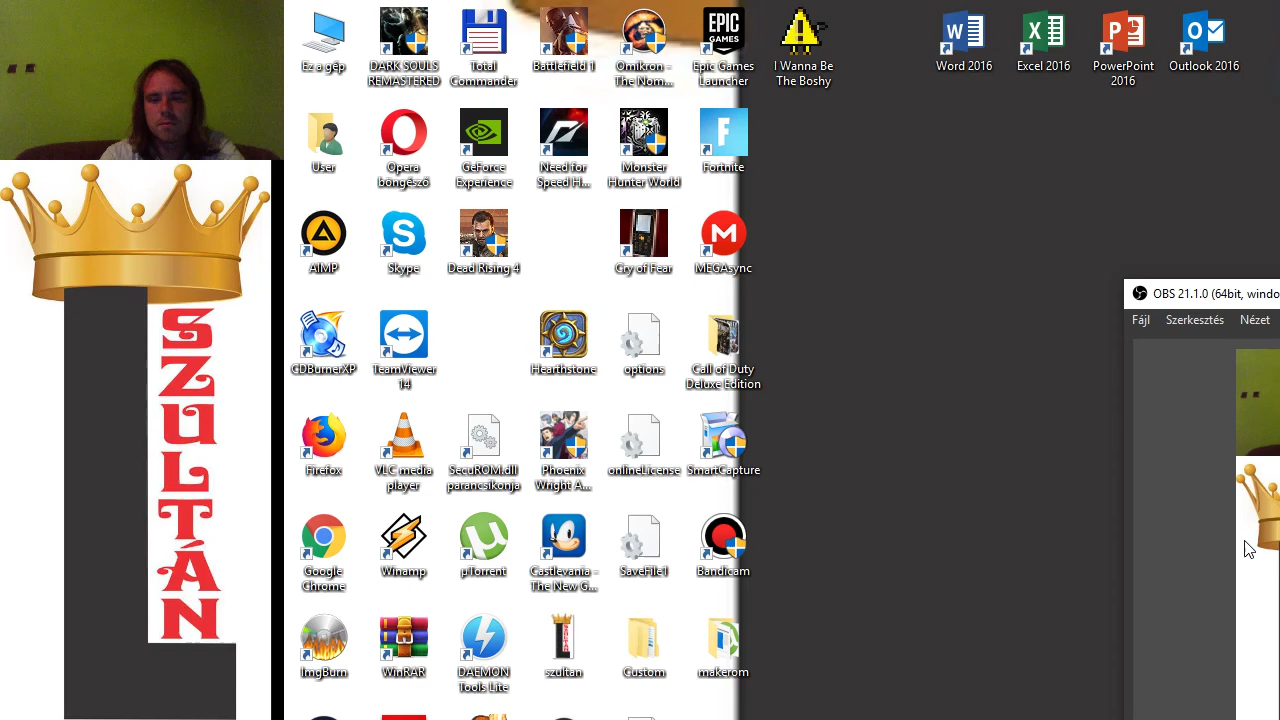 Ez a gép
DARK SOULS
REMASTERED
Total
Commander
Battlefield 1
Omikron -
The Nom...
EPIC
GAMES
Epic Games
Launcher
I Wanna Be
The Boshy
Word 2016
Excel 2016
PowerPoint
2016
Outlook 2016
User
Opera
böngésző
GeForce
Experience
Need for
Speed H...
Monster
Hunter World
Fortnite
AIMP
Skype
Dead Rising 4
Cry of Fear
MEGAsync
OBS 21.1.0 (64bit, windo
Fájl
Szerkesztés
Nézet
CDBurnerXP
TeamViewer
14
Hearthstone
options
Call of Duty
Deluxe Edition
Firefox
VLC media
player
SecuROM.dll
parancsikonja
Phoenix
Wright A...
onlineLicense
SmartCapture
Google
Chrome
Winamp
µTorrent
Castlevania -
The New G...
SaveFile1
Bandicam
ImgBurn
WinRAR
DAEMON
Tools Lite
szultan
Custom
makerom
SZULTÁN